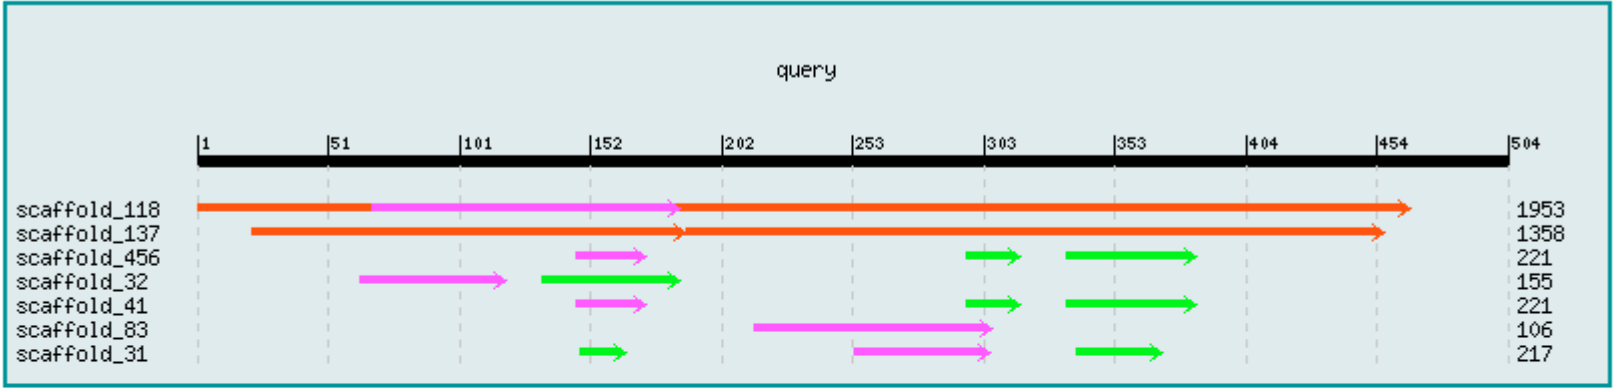 query
1 51 101 152 202 253 303 353 404 454 504
scaffold_118 1953
scaffold_137 1358
scaffold_456 221
scaffold_32 155
scaffold_41 221
scaffold_83 106
scaffold_31 217